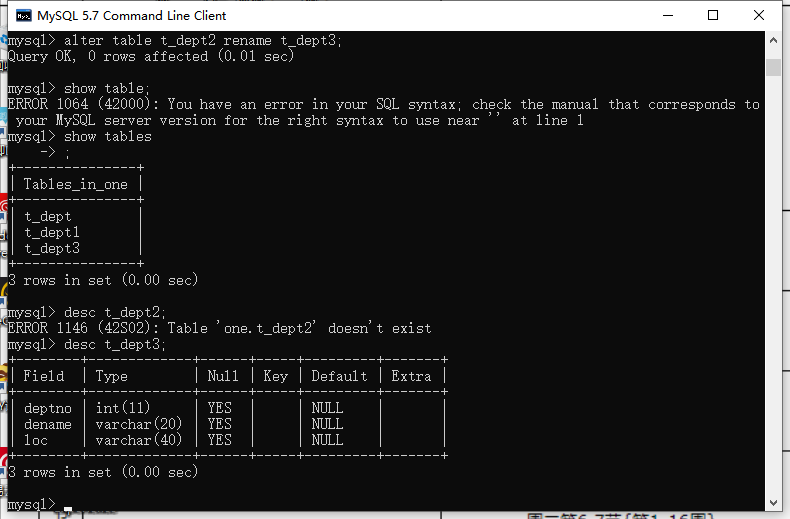 MySQL 5.7 Command Line Client
mysql> alter table t_dept2 rename t_dept3;
Query OK, 0 rows affected (0.01 sec)
mysql> show table;
ERROR 1064 (42000): You have an error in your SQL syntax; check the manual that corresponds to
your MySQL server version for the right syntax to use near '' at line 1
mysql> show tables
-> ;
+---------------+
| Tables_in_one |
+---------------+
| t_dept        |
| t_dept1       |
| t_dept3       |
+---------------+
3 rows in set (0.00 sec)
mysql> desc t_dept2;
ERROR 1146 (42S02): Table 'one.t_dept2' doesn't exist
mysql> desc t_dept3;
+--------+-------------+------+-----+---------+-------+
| Field  | Type        | Null | Key | Default | Extra |
+--------+-------------+------+-----+---------+-------+
| deptno | int(11)     | YES  |     | NULL    |       |
| dename | varchar(20) | YES  |     | NULL    |       |
| loc    | varchar(40) | YES  |     | NULL    |       |
+--------+-------------+------+-----+---------+-------+
3 rows in set (0.00 sec)
mysql>